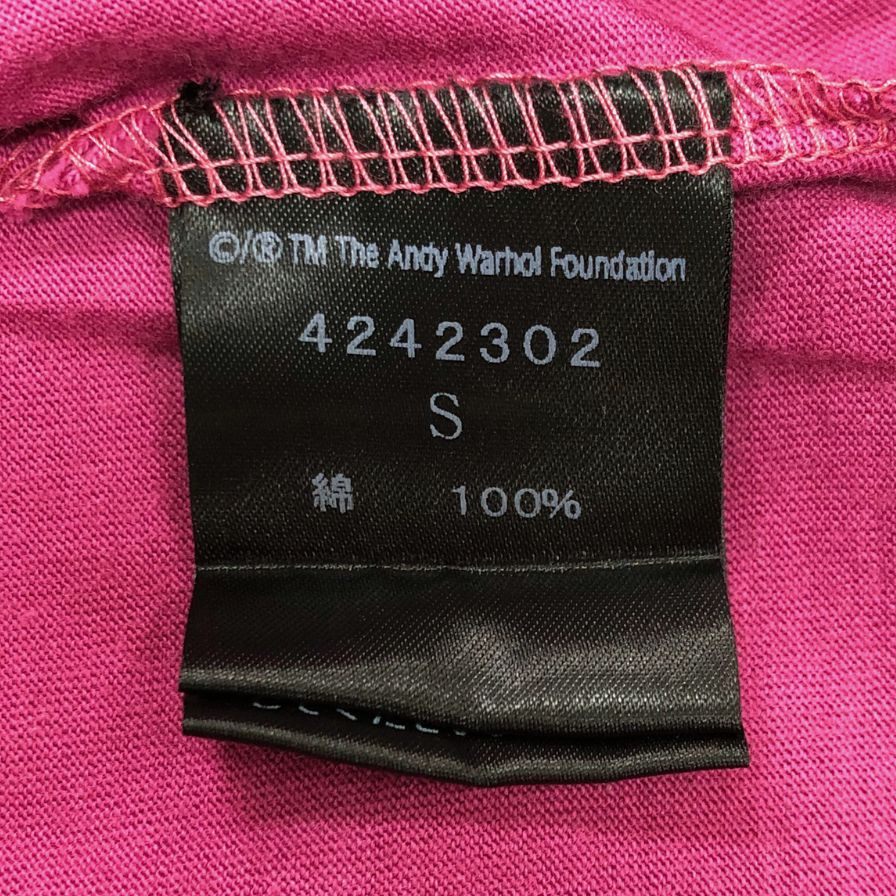 ©/® TM The Andy Warhol Foundation
4242302
S
綿 100%